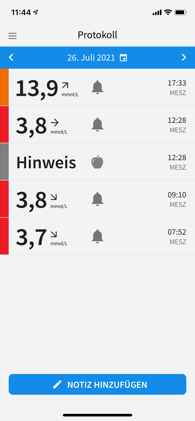 11:44
Protokoll
26. Juli 2021
13,9 mmol/L 17:33 MESZ
3,8 mmol/L 12:28 MESZ
Hinweis 12:28 MESZ
3,8 mmol/L 09:10 MESZ
3,7 mmol/L 07:52 MESZ
NOTIZ HINZUFÜGEN